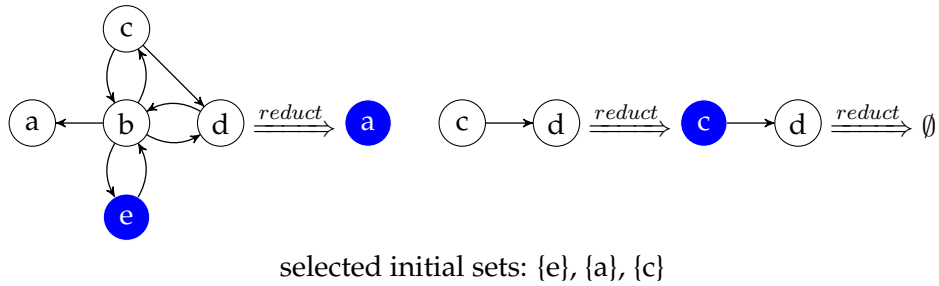 c
a b d reduct a c d reduct c d reduct ∅
e
selected initial sets: {e}, {a}, {c}